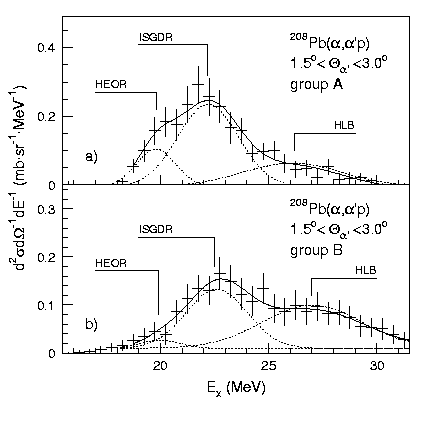 0.4
0.2
0
ISGDR
HEOR
HLB
²⁰⁸Pb(α,α'p)
1.5°<Θα'<3.0°
group A
a)
0.3
0.2
0.1
0
ISGDR
HEOR
HLB
²⁰⁸Pb(α,α'p)
1.5°<Θα'<3.0°
group B
b)
20 25 30
Eₓ (MeV)
d²σdΩ⁻¹dE⁻¹ (mb·sr⁻¹·MeV⁻¹)